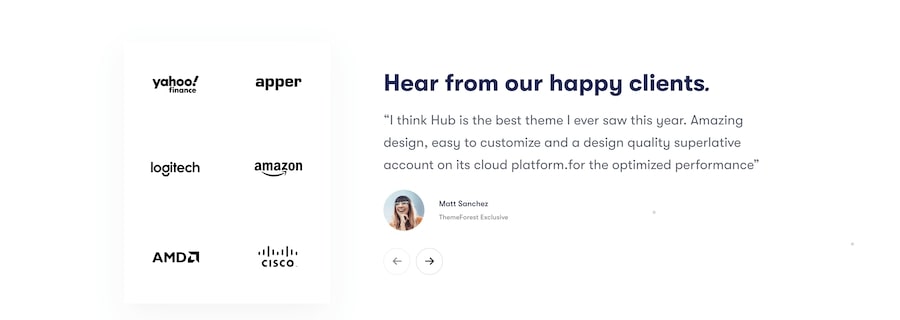 yahoo!
finance
apper
logitech
amazon
AMD
CISCO
Hear from our happy clients.
“I think Hub is the best theme I ever saw this year. Amazing
design, easy to customize and a design quality superlative
account on its cloud platform.for the optimized performance”
Matt Sanchez
ThemeForest Exclusive